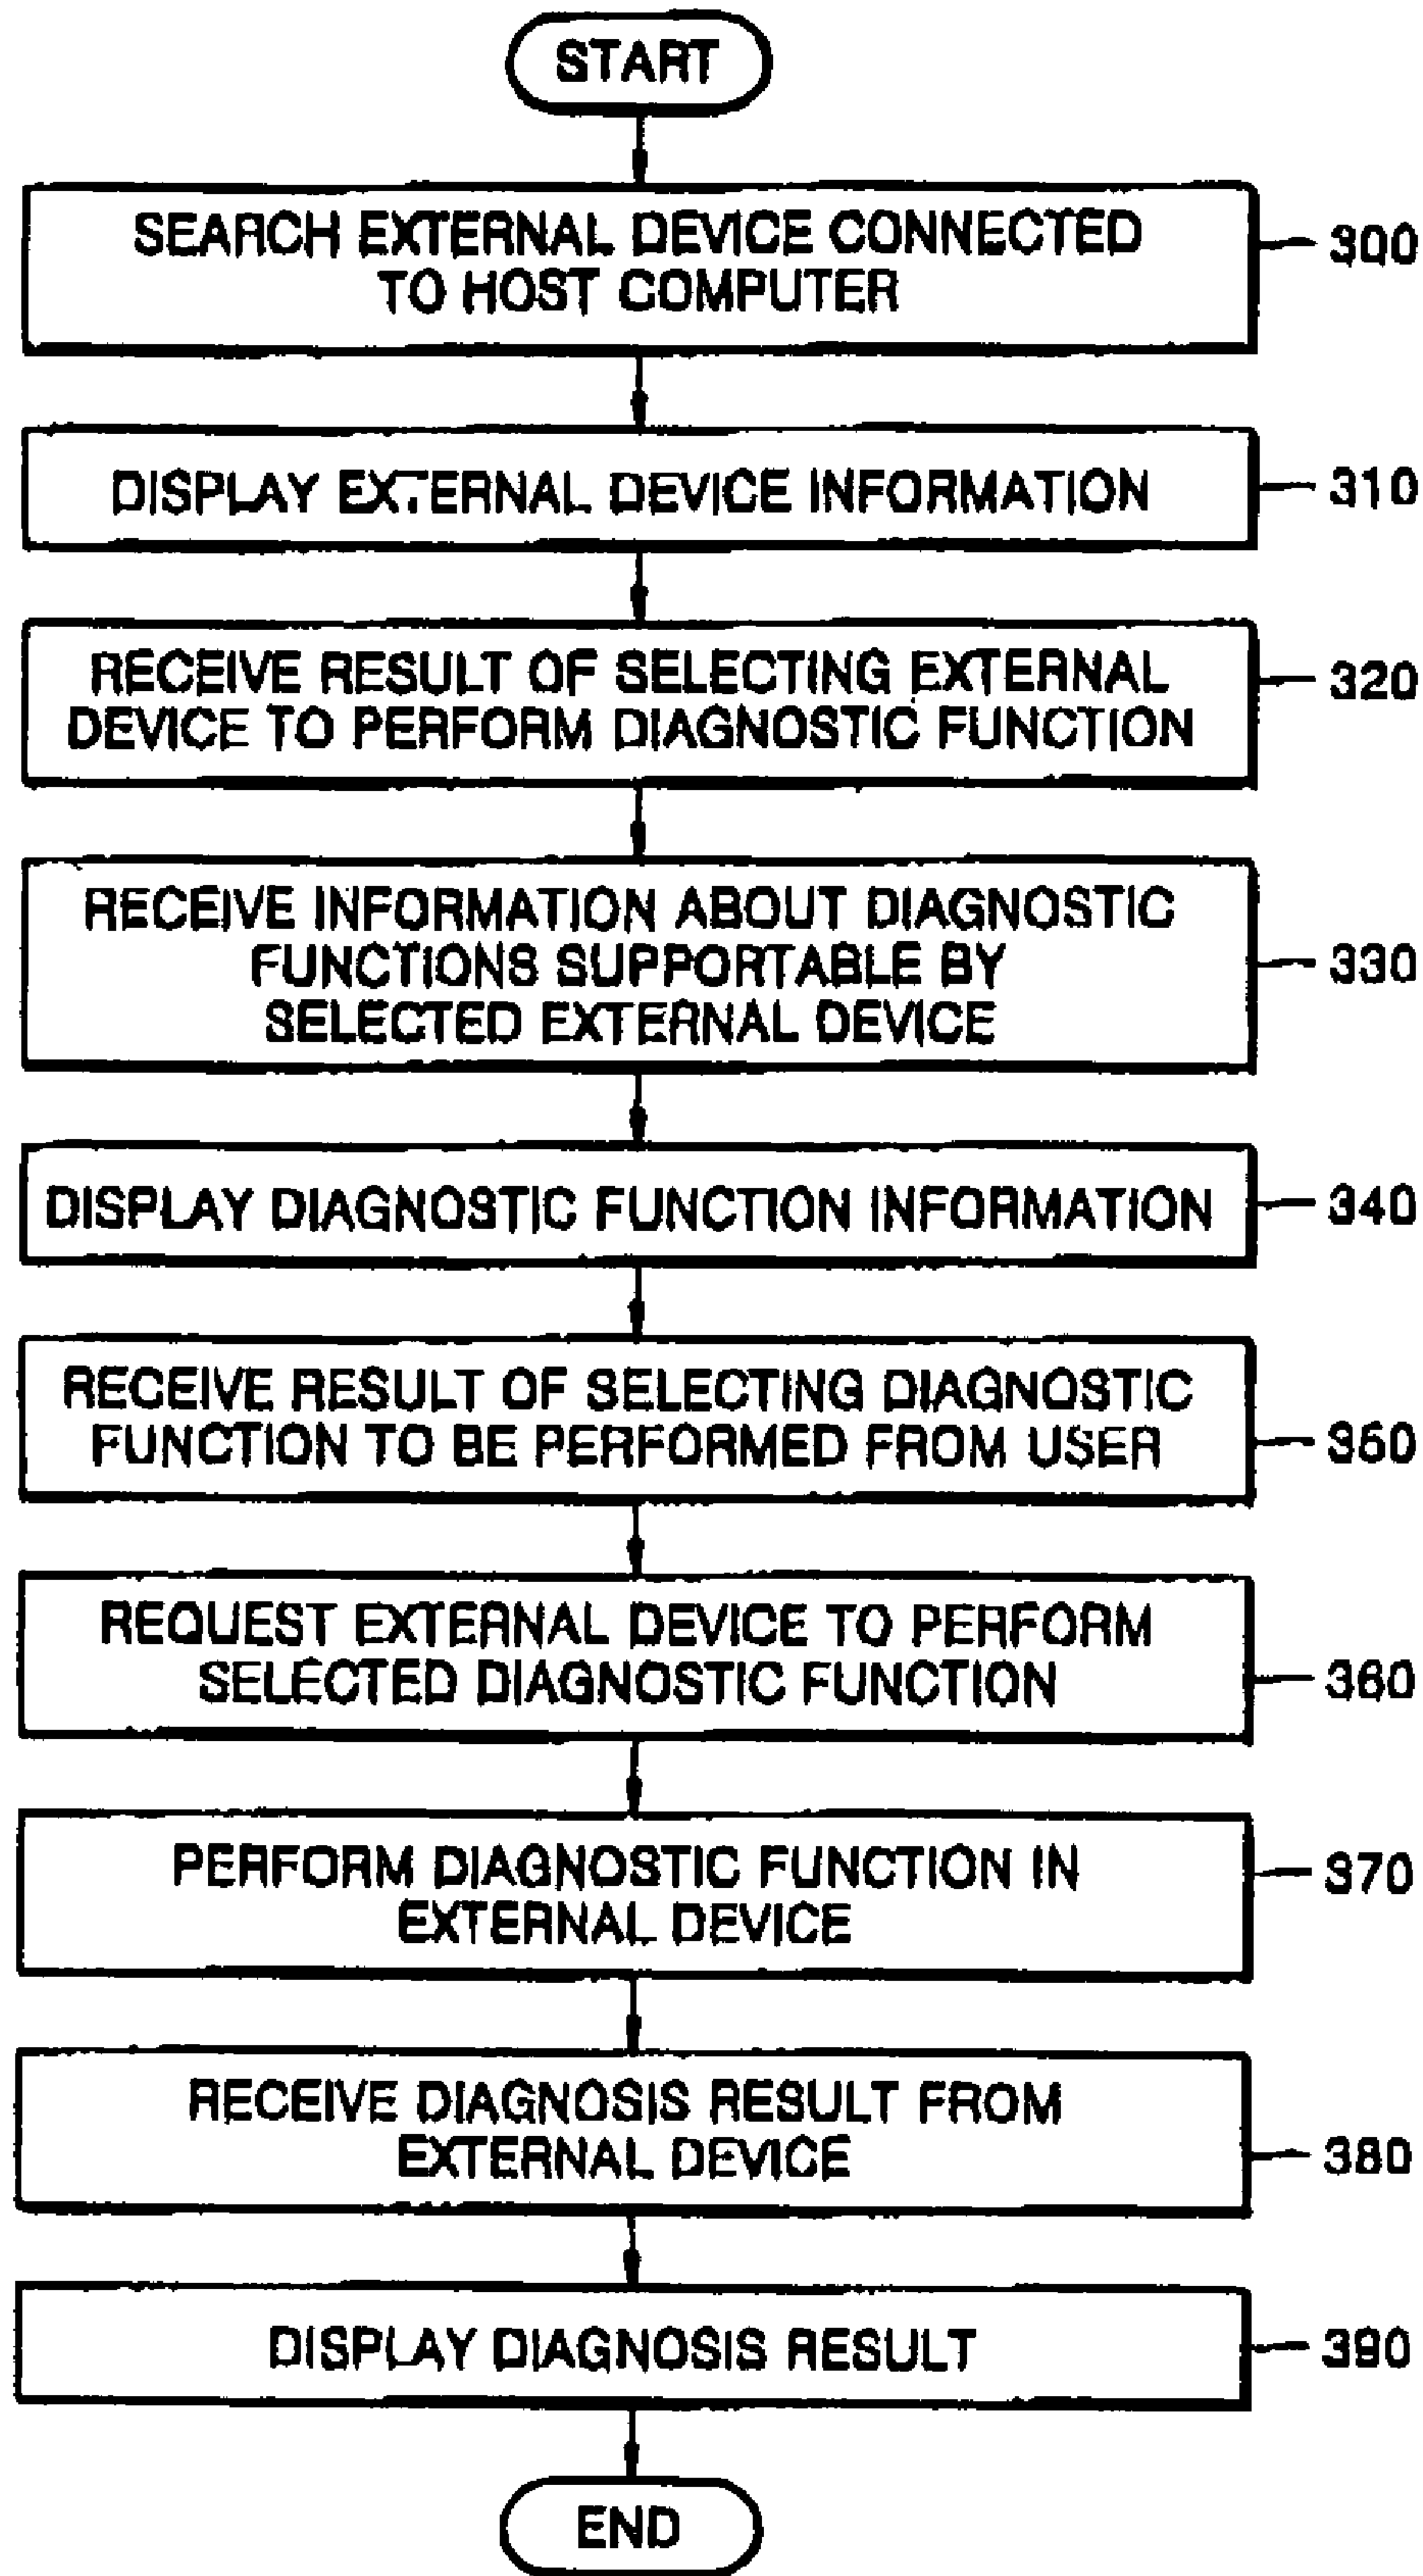 START
SEARCH EXTERNAL DEVICE CONNECTED
TO HOST COMPUTER
300
DISPLAY EXTERNAL DEVICE INFORMATION
310
RECEIVE RESULT OF SELECTING EXTERNAL
DEVICE TO PERFORM DIAGNOSTIC FUNCTION
320
RECEIVE INFORMATION ABOUT DIAGNOSTIC
FUNCTIONS SUPPORTABLE BY
SELECTED EXTERNAL DEVICE
330
DISPLAY DIAGNOSTIC FUNCTION INFORMATION
340
RECEIVE RESULT OF SELECTING DIAGNOSTIC
FUNCTION TO BE PERFORMED FROM USER
350
REQUEST EXTERNAL DEVICE TO PERFORM
SELECTED DIAGNOSTIC FUNCTION
360
PERFORM DIAGNOSTIC FUNCTION IN
EXTERNAL DEVICE
370
RECEIVE DIAGNOSIS RESULT FROM
EXTERNAL DEVICE
380
DISPLAY DIAGNOSIS RESULT
390
END